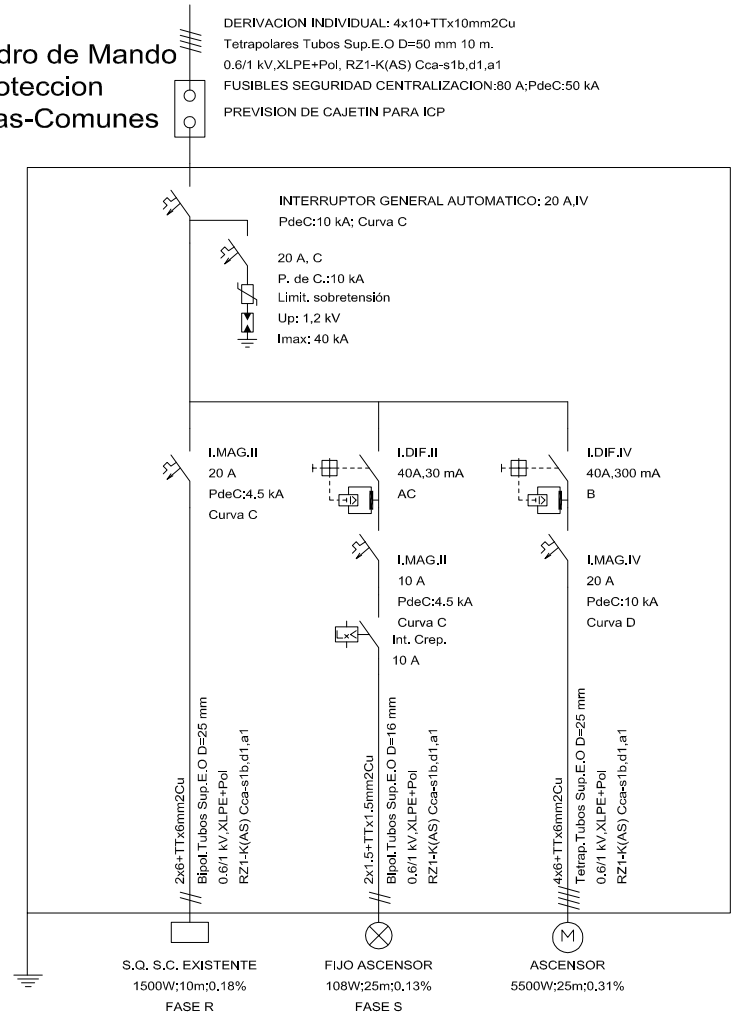 DERIVACION INDIVIDUAL: 4x10+TTx10mm2Cu
Tetrapolares Tubos Sup.E.O D=50 mm 10 m.
0.6/1 kV,XLPE+Pol, RZ1-K(AS) Cca-s1b,d1,a1
FUSIBLES SEGURIDAD CENTRALIZACION:80 A;PdeC:50 kA
PREVISION DE CAJETIN PARA ICP
dro de Mando
oteccion
as-Comunes
INTERRUPTOR GENERAL AUTOMATICO: 20 A,IV
PdeC:10 kA; Curva C
20 A, C
P. de C.:10 kA
Limit. sobretensión
Up: 1,2 kV
Imax: 40 kA
I.MAG.II
20 A
PdeC:4.5 kA
Curva C
I.DIF.II
40A,30 mA
AC
I.DIF.IV
40A,300 mA
B
I.MAG.II
10 A
PdeC:4.5 kA
Curva C
Int. Crep.
10 A
I.MAG.IV
20 A
PdeC:10 kA
Curva D
Lx<
2x6+TTx6mm2Cu
Bipol.Tubos Sup.E.O D=25 mm
0.6/1 kV,XLPE+Pol
RZ1-K(AS) Cca-s1b,d1,a1
2x1.5+TTx1.5mm2Cu
Bipol.Tubos Sup.E.O D=16 mm
0.6/1 kV,XLPE+Pol
RZ1-K(AS) Cca-s1b,d1,a1
4x6+TTx6mm2Cu
Tetrap.Tubos Sup.E.O D=25 mm
0.6/1 kV,XLPE+Pol
RZ1-K(AS) Cca-s1b,d1,a1
S.Q. S.C. EXISTENTE
1500W;10m;0.18%
FASE R
FIJO ASCENSOR
108W;25m;0.13%
FASE S
M
ASCENSOR
5500W;25m;0.31%